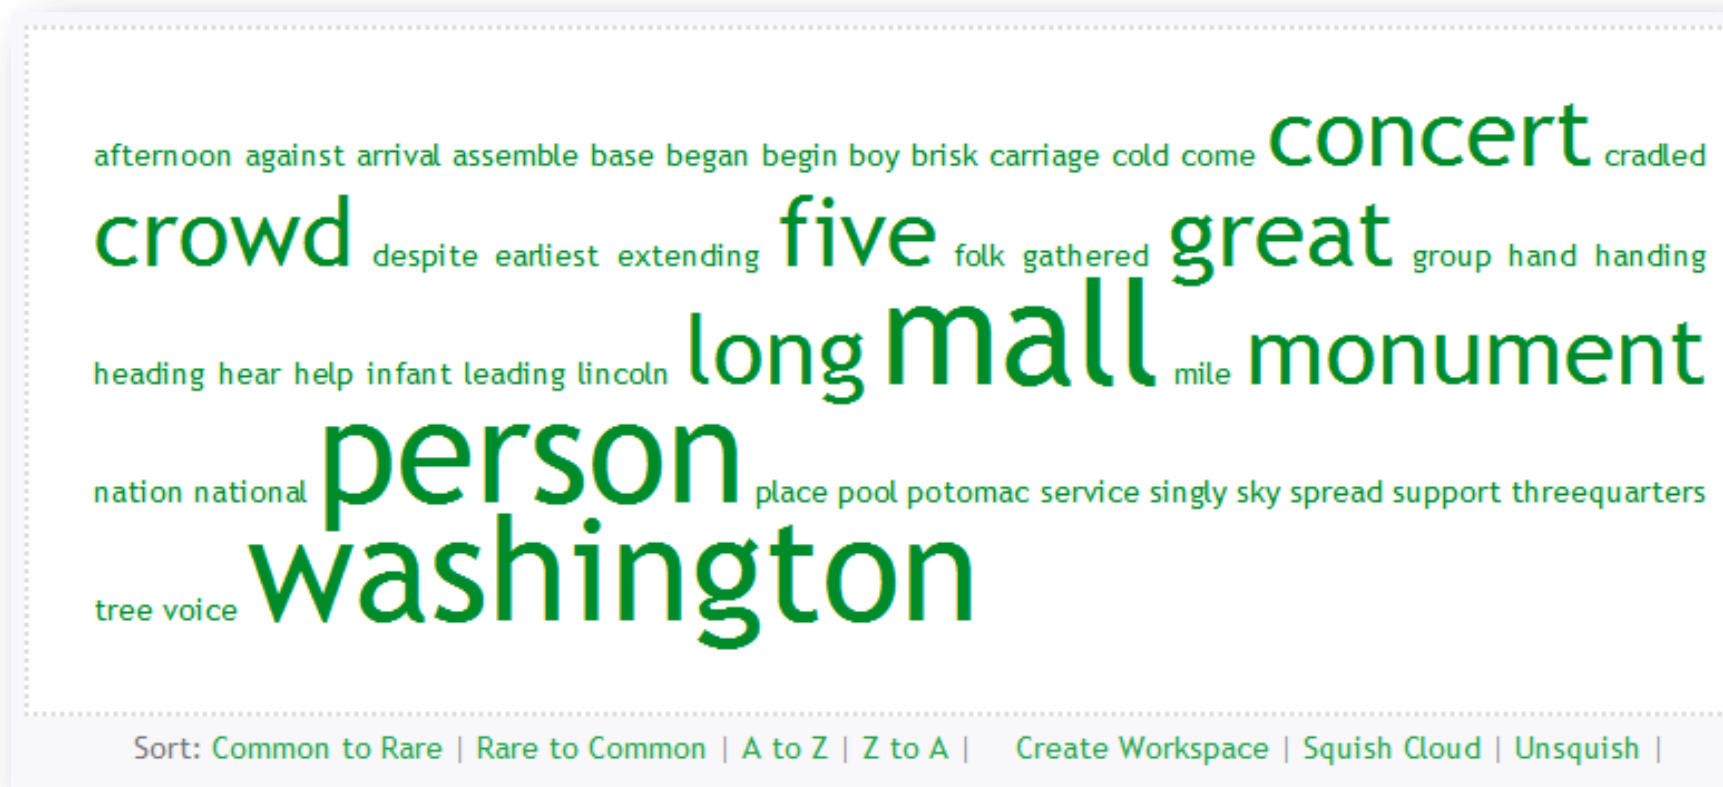 afternoon against arrival assemble base began begin boy brisk carriage cold come concert cradled
crowd despite earliest extending five folk gathered great group hand handing
heading hear help infant leading lincoln long mall mile monument
nation national person place pool potomac service singly sky spread support threequarters
tree voice washington
Sort: Common to Rare | Rare to Common | A to Z | Z to A | Create Workspace | Squish Cloud | Unsquish |